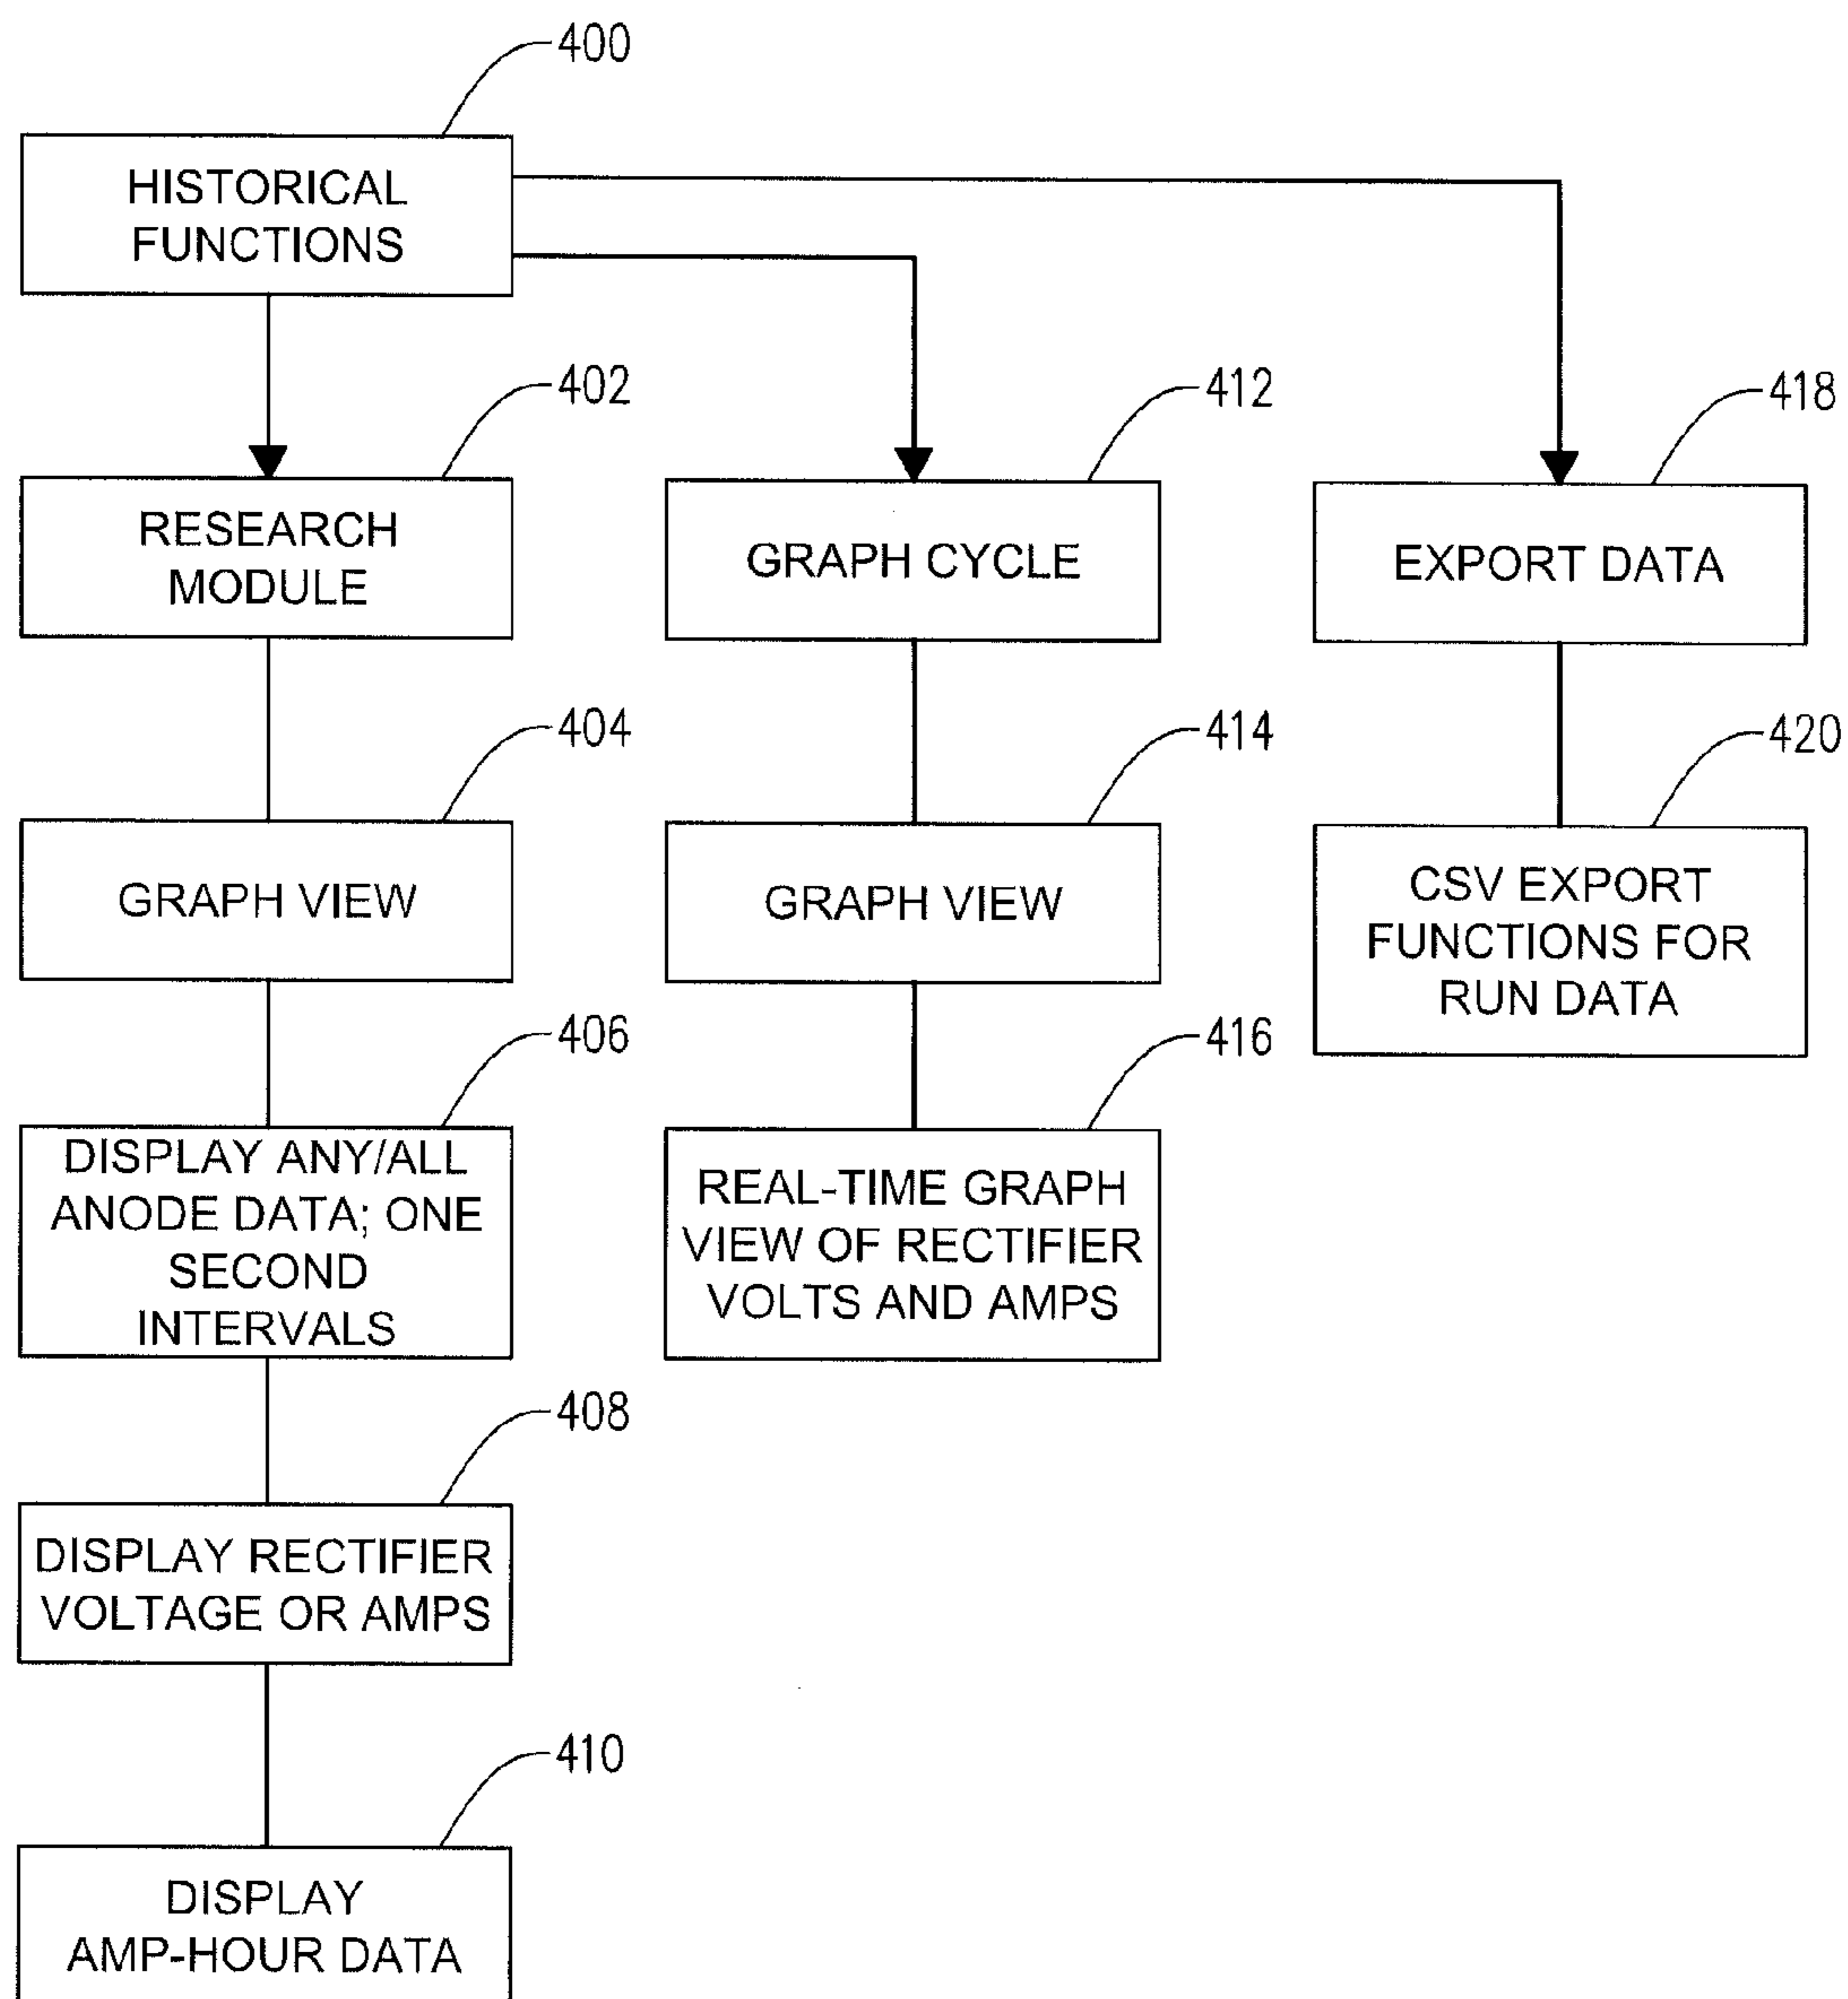 400
HISTORICAL
FUNCTIONS
402
RESEARCH
MODULE
412
GRAPH CYCLE
418
EXPORT DATA
404
GRAPH VIEW
414
GRAPH VIEW
420
CSV EXPORT
FUNCTIONS FOR
RUN DATA
406
DISPLAY ANY/ALL
ANODE DATA; ONE
SECOND
INTERVALS
416
REAL-TIME GRAPH
VIEW OF RECTIFIER
VOLTS AND AMPS
408
DISPLAY RECTIFIER
VOLTAGE OR AMPS
410
DISPLAY
AMP-HOUR DATA